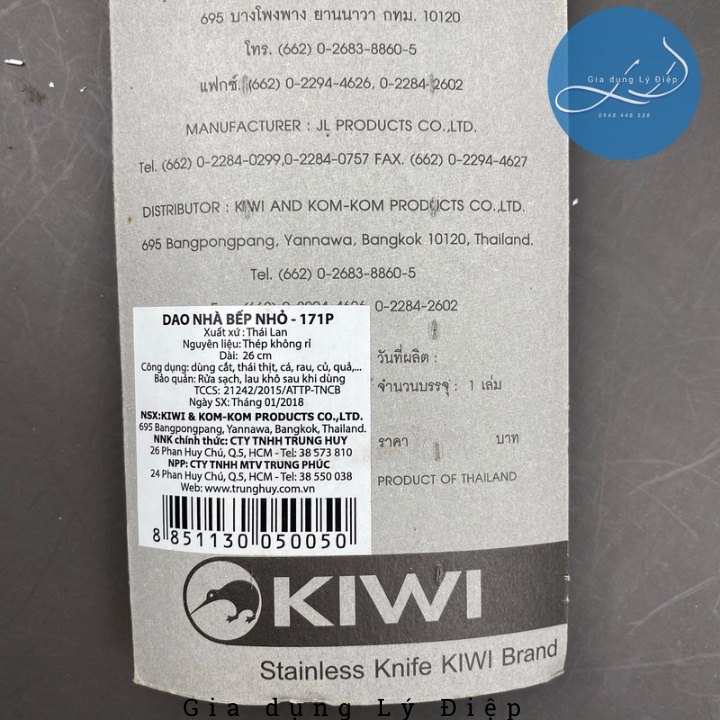 695 บางโพงพาง ยานนาวา กทม. 10120
โทร. (662) 0-2683-8860-5
แฟกซ์. (662) 0-2294-4626, 0-2284-2602
MANUFACTURER : JL PRODUCTS CO.,LTD.
Tel. (662) 0-2284-0299,0-2284-0757 FAX. (662) 0-2294-4627
DISTRIBUTOR : KIWI AND KOM-KOM PRODUCTS CO.,LTD.
695 Bangpongpang, Yannawa, Bangkok 10120, Thailand.
Tel. (662) 0-2683-8860-5
0-2284-2602
DAO NHÀ BẾP NHỎ - 171P
Xuất xứ : Thái Lan
Nguyên liệu: Thép không rỉ
Dài: 26 cm
Công dụng: dùng cắt, thái thịt, cá, rau, củ, quả,...
Bảo quản: Rửa sạch, lau khô sau khi dùng
TCCS: 21242/2015/ATTP-TNCB
Ngày SX: Tháng 01/2018
NSX:KIWI & KOM-KOM PRODUCTS CO.,LTD.
695 Bangpongpang, Yannawa, Bangkok, Thailand.
NNK chính thức: CTY TNHH TRUNG HUY
26 Phan Huy Chú, Q.5, HCM - Tel: 38 573 810
NPP: CTY TNHH MTV TRUNG PHÚC
24 Phan Huy Chú, Q.5, HCM - Tel: 38 550 038
Web: www.trunghuy.com.vn
8 851130 050050
วันที่ผลิต :
จำนวนบรรจุ : 1 เล่ม
ราคา บาท
PRODUCT OF THAILAND
KIWI
Stainless Knife KIWI Brand
Gia dụng Lý Điệp
0948.448.038
Gia dụng Lý Điệp